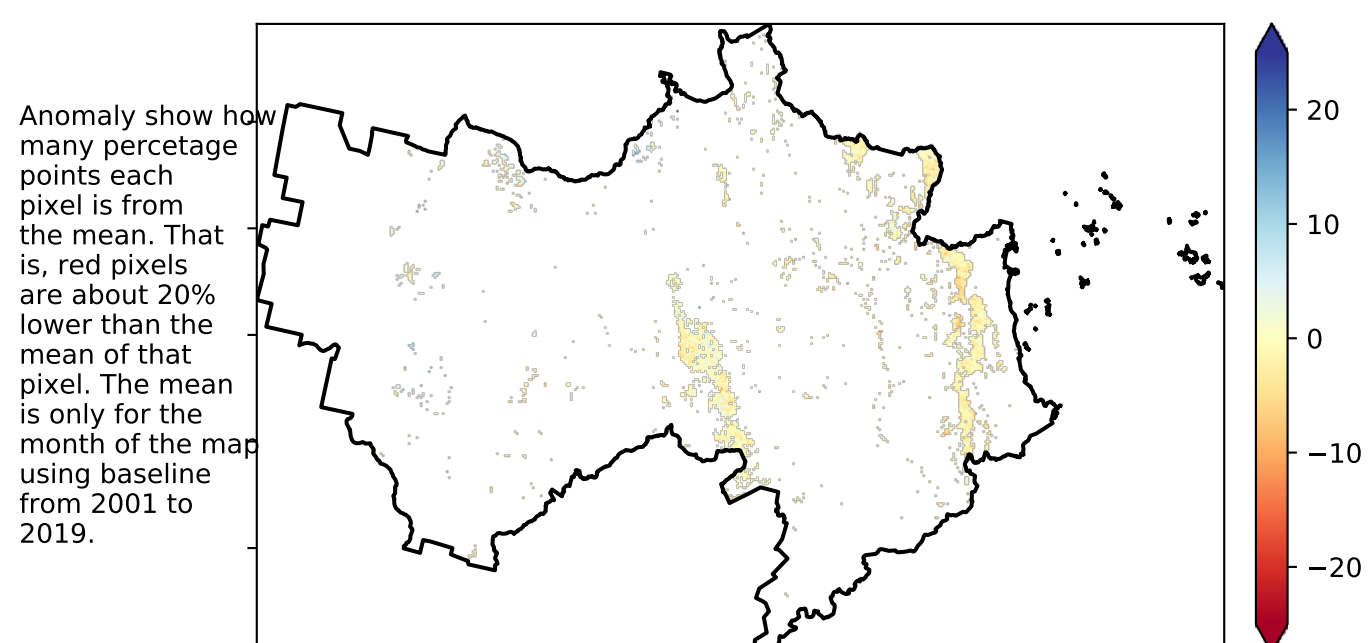 Anomaly show how
many percetage
points each
pixel is from
the mean. That
is, red pixels
are about 20%
lower than the
mean of that
pixel. The mean
is only for the
month of the map
using baseline
from 2001 to
2019.
20
10
0
−10
−20